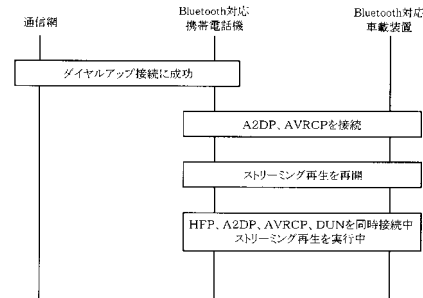 通信網
Bluetooth対応
携帯電話機
Bluetooth対応
車載装置
ダイヤルアップ接続に成功
A2DP、AVRCPを接続
ストリーミング再生を再開
HFP、A2DP、AVRCP、DUNを同時接続中
ストリーミング再生を実行中